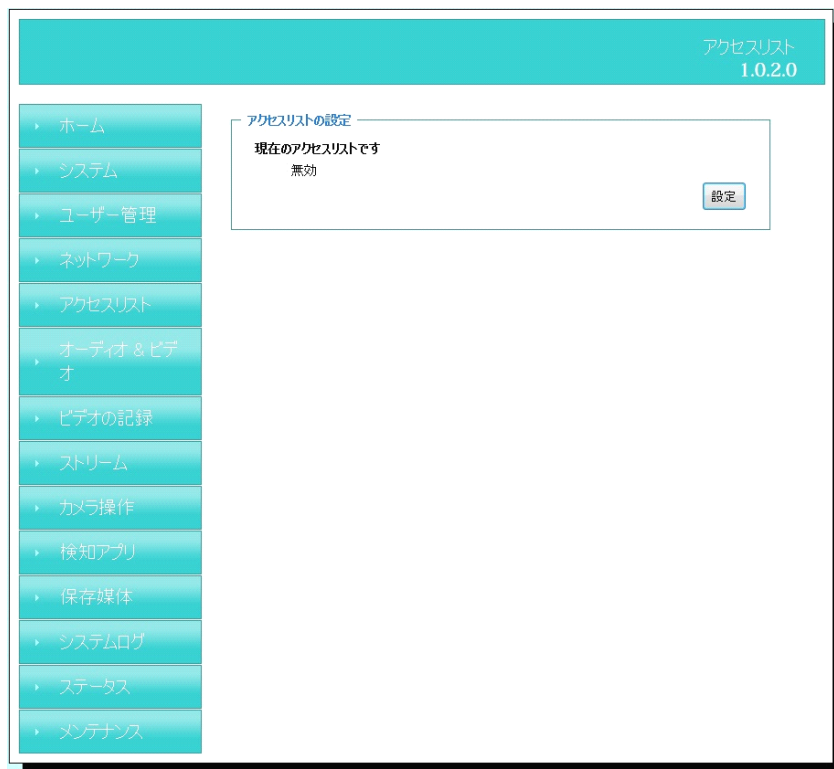 アクセスリスト
1.0.2.0
ホーム
システム
ユーザー管理
ネットワーク
アクセスリスト
オーディオ & ビデ
オ
ビデオの記録
ストリーム
カメラ操作
検知アプリ
保存媒体
システムログ
ステータス
メンテナンス
アクセスリストの設定
現在のアクセスリストです
無効
設定